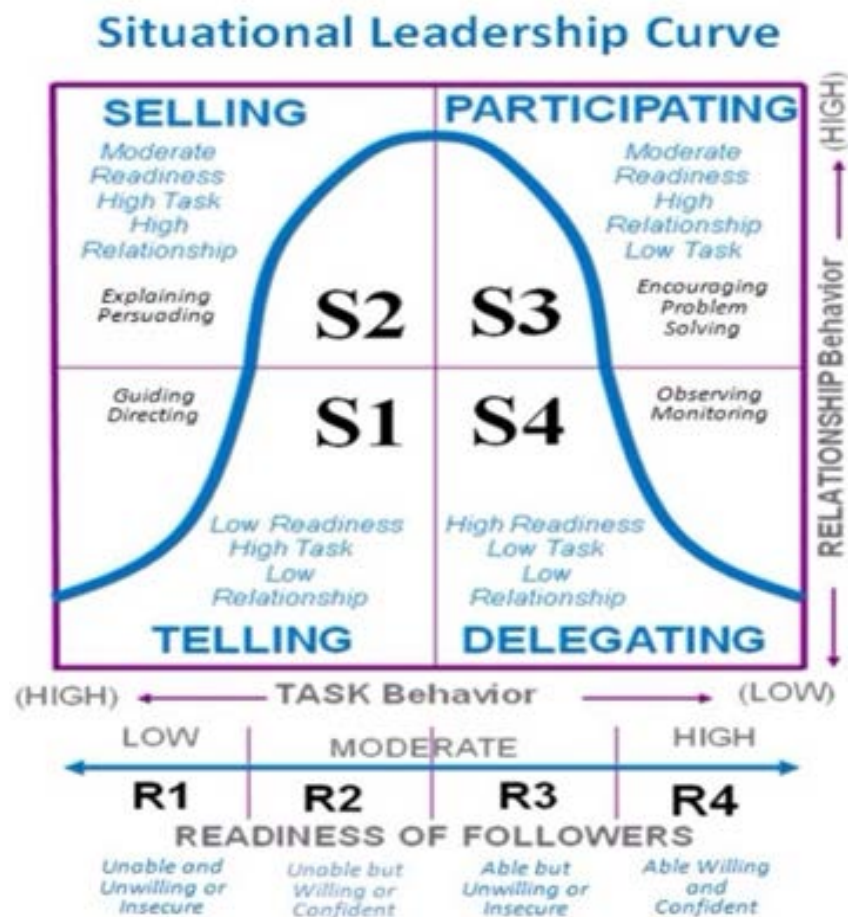 Situational Leadership Curve
SELLING
Moderate
Readiness
High Task
High
Relationship
Explaining
Persuading
S2
PARTICIPATING
Moderate
Readiness
High
Relationship
Low Task
Encouraging
Problem
Solving
S3
Guiding
Directing
S1
Low Readiness
High Task
Low
Relationship
TELLING
S4
Observing
Monitoring
High Readiness
Low Task
Low
Relationship
DELEGATING
(HIGH)
RELATIONSHIP Behavior
(HIGH) TASK Behavior (LOW)
LOW MODERATE HIGH
R1 R2 R3 R4
READINESS OF FOLLOWERS
Unable and
Unwilling or
Insecure
Unable but
Willing or
Confident
Able but
Unwilling or
Insecure
Able Willing
and
Confident